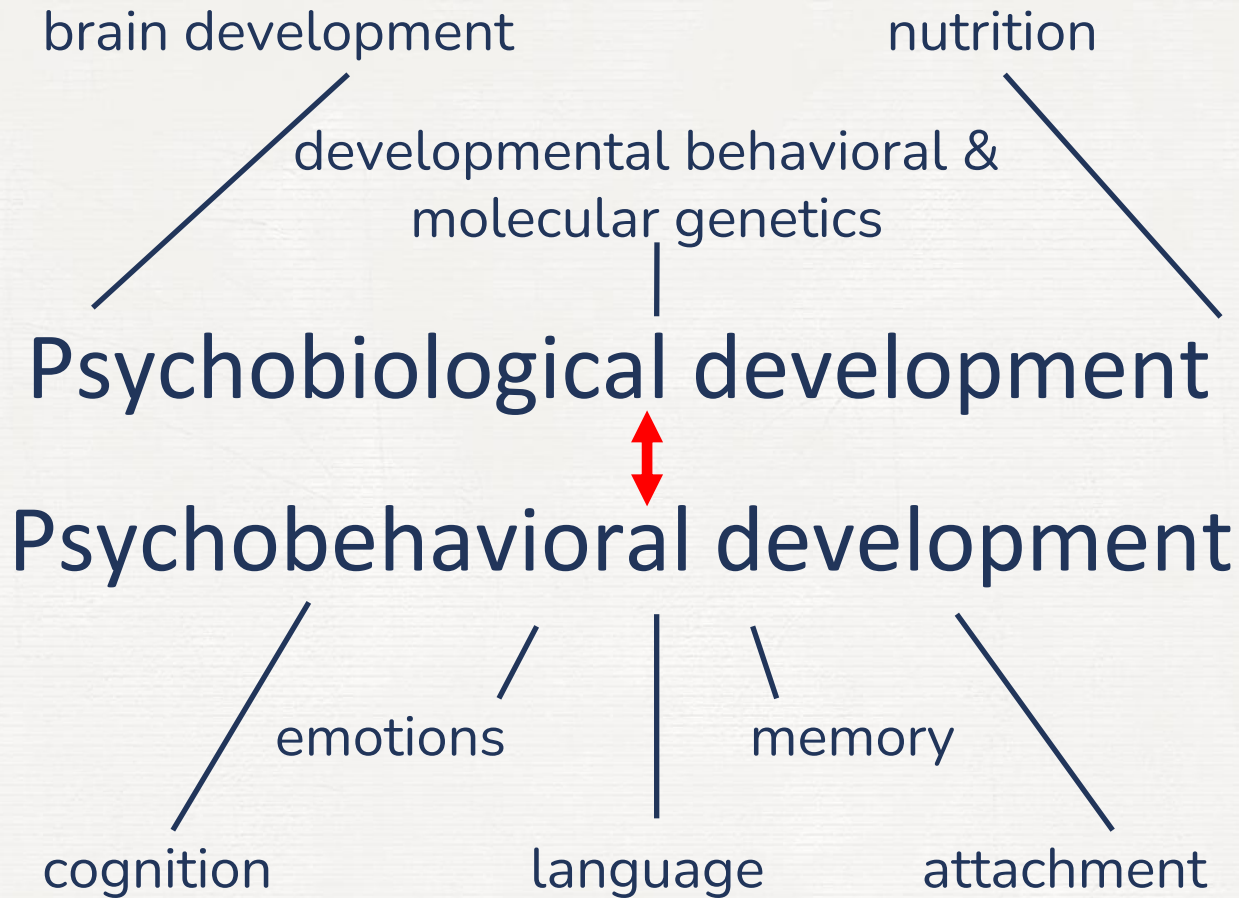 brain development
nutrition
developmental behavioral &
molecular genetics
Psychobiological development
Psychobehavioral development
emotions
memory
cognition
language
attachment